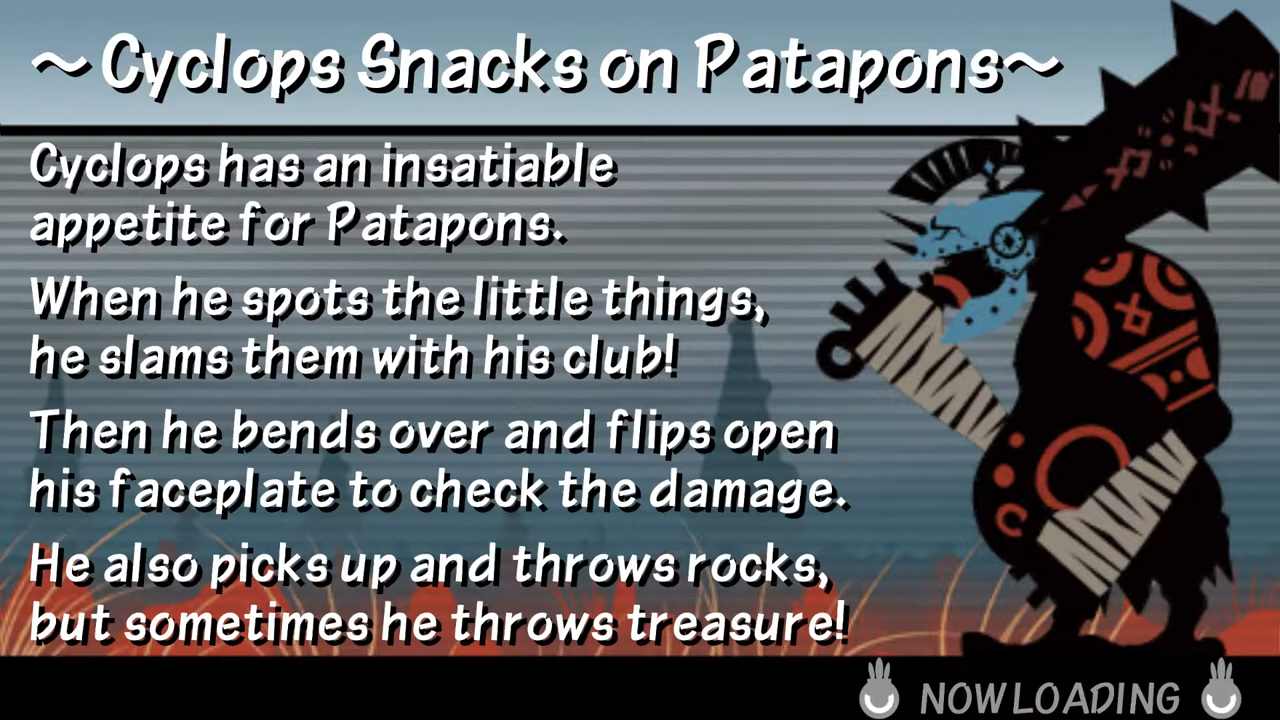 ~Cyclops Snacks on Patapons~
Cyclops has an insatiable
appetite for Patapons.
When he spots the little things,
he slams them with his club!
Then he bends over and flips open
his faceplate to check the damage.
He also picks up and throws rocks,
but sometimes he throws treasure!
NOW LOADING